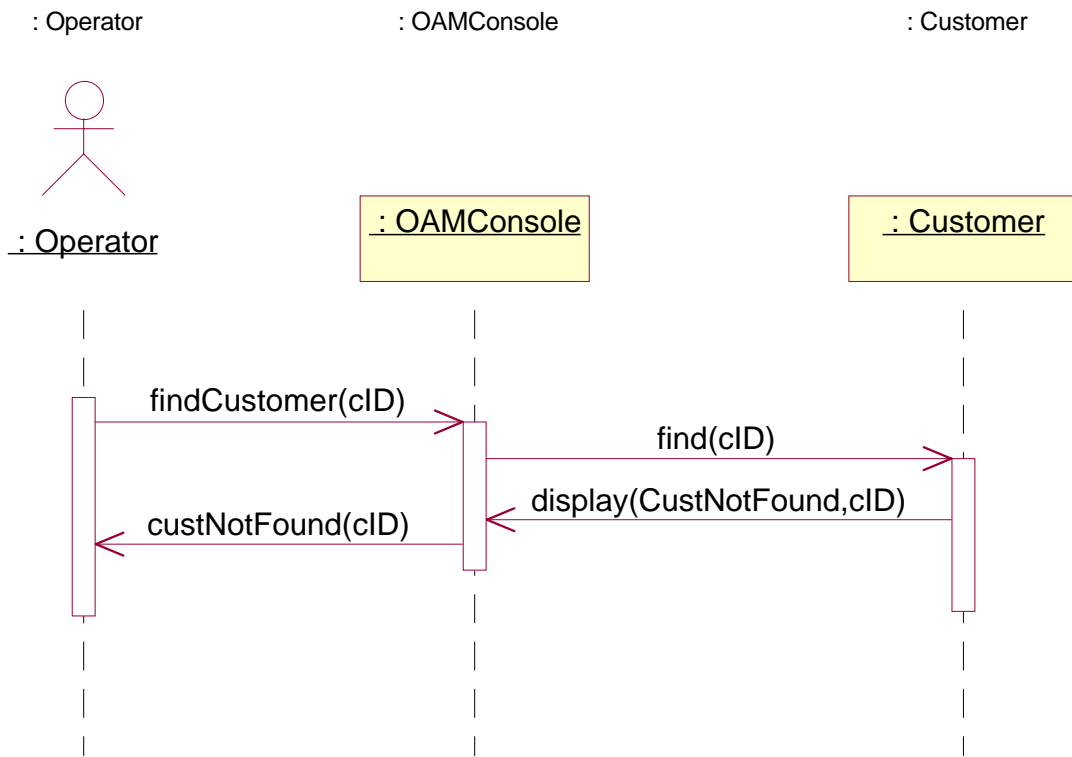 : Operator
: OAMConsole
: Customer
: Operator
: OAMConsole
: Customer
findCustomer(cID)
find(cID)
display(CustNotFound,cID)
custNotFound(cID)